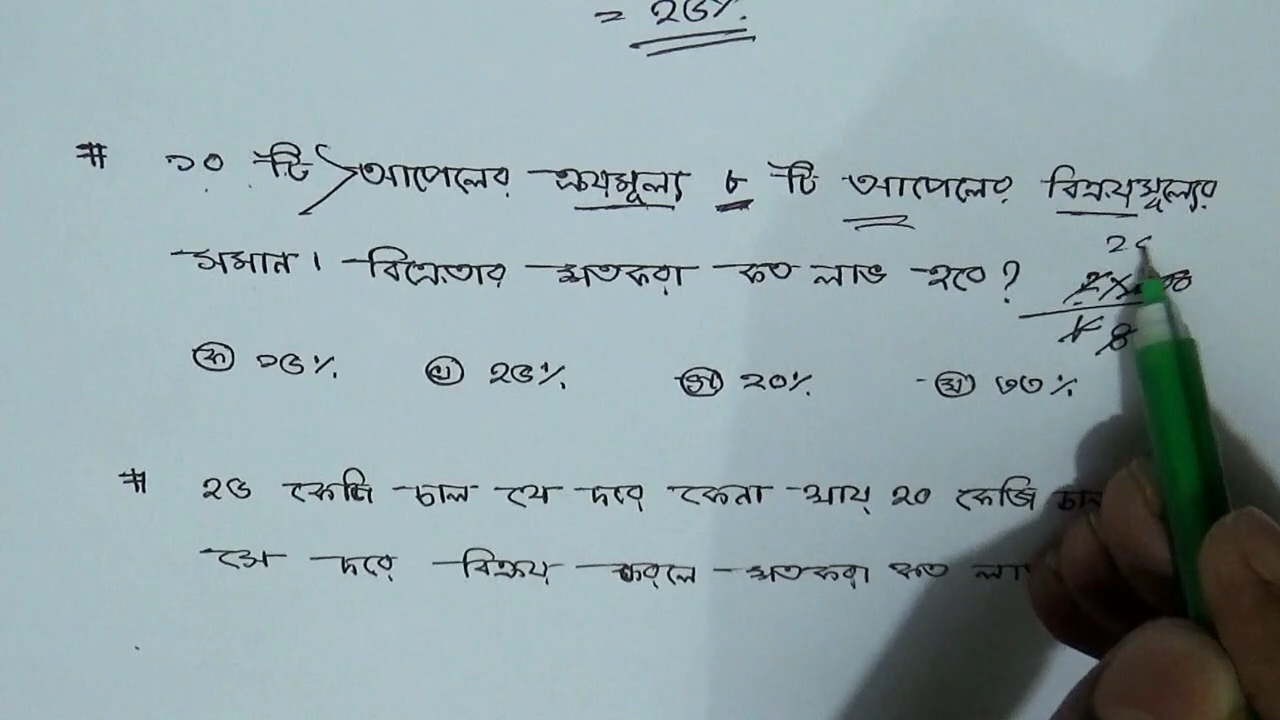 = ২৫%.
# ১০ টি আপেলের ক্রয়মূল্য ৮ টি আপেলের বিক্রয়মূল্যের
সমান। বিক্রেতার শতকরা কত লাভ হবে?
ক ১৫% খ ২৫% গ ২০% ঘ ৩০%
# ২৫ কেজি চাল যে দরে কেনা যায় ২০ কেজি
সে দরে বিক্রয় করলে শতকরা কত